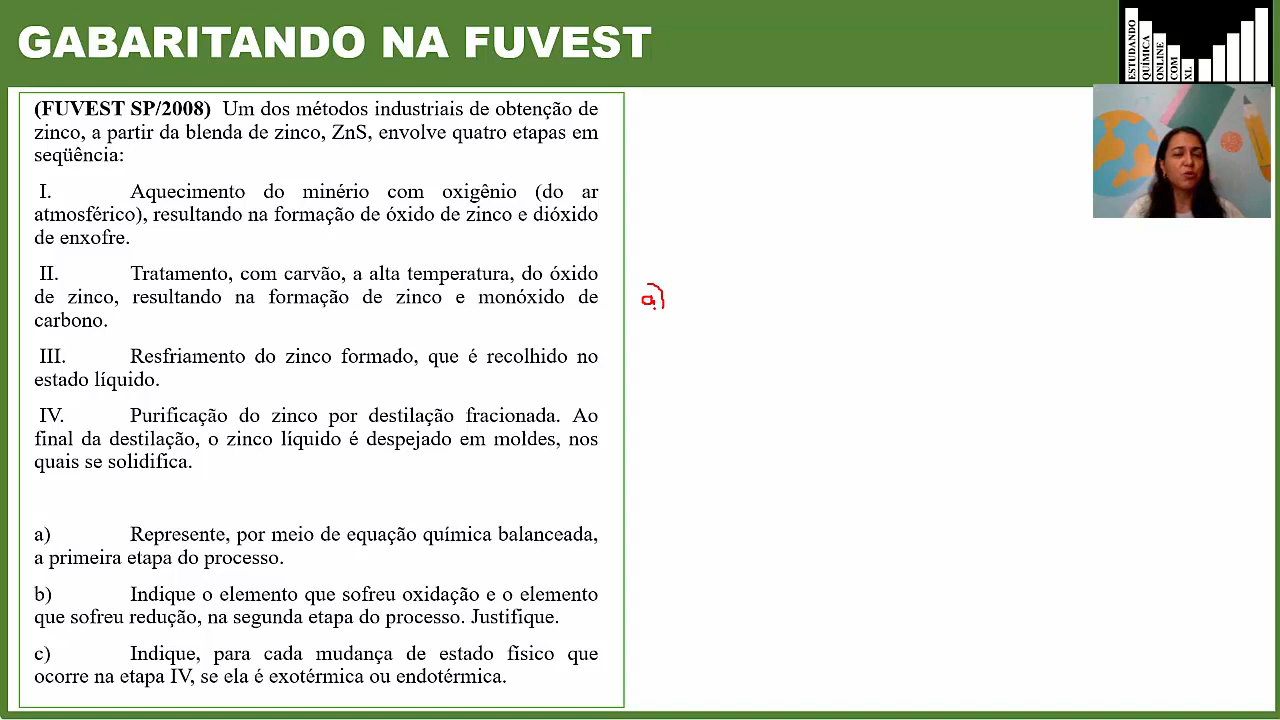 GABARITANDO NA FUVEST
ESTUDANDO
QUÍMICA
ONLINE
COM
XL
(FUVEST SP/2008) Um dos métodos industriais de obtenção de
zinco, a partir da blenda de zinco, ZnS, envolve quatro etapas em
seqüência:
I. Aquecimento do minério com oxigênio (do ar
atmosférico), resultando na formação de óxido de zinco e dióxido
de enxofre.
II. Tratamento, com carvão, a alta temperatura, do óxido
de zinco, resultando na formação de zinco e monóxido de
carbono.
III. Resfriamento do zinco formado, que é recolhido no
estado líquido.
IV. Purificação do zinco por destilação fracionada. Ao
final da destilação, o zinco líquido é despejado em moldes, nos
quais se solidifica.
a) Represente, por meio de equação química balanceada,
a primeira etapa do processo.
b) Indique o elemento que sofreu oxidação e o elemento
que sofreu redução, na segunda etapa do processo. Justifique.
c) Indique, para cada mudança de estado físico que
ocorre na etapa IV, se ela é exotérmica ou endotérmica.
a)